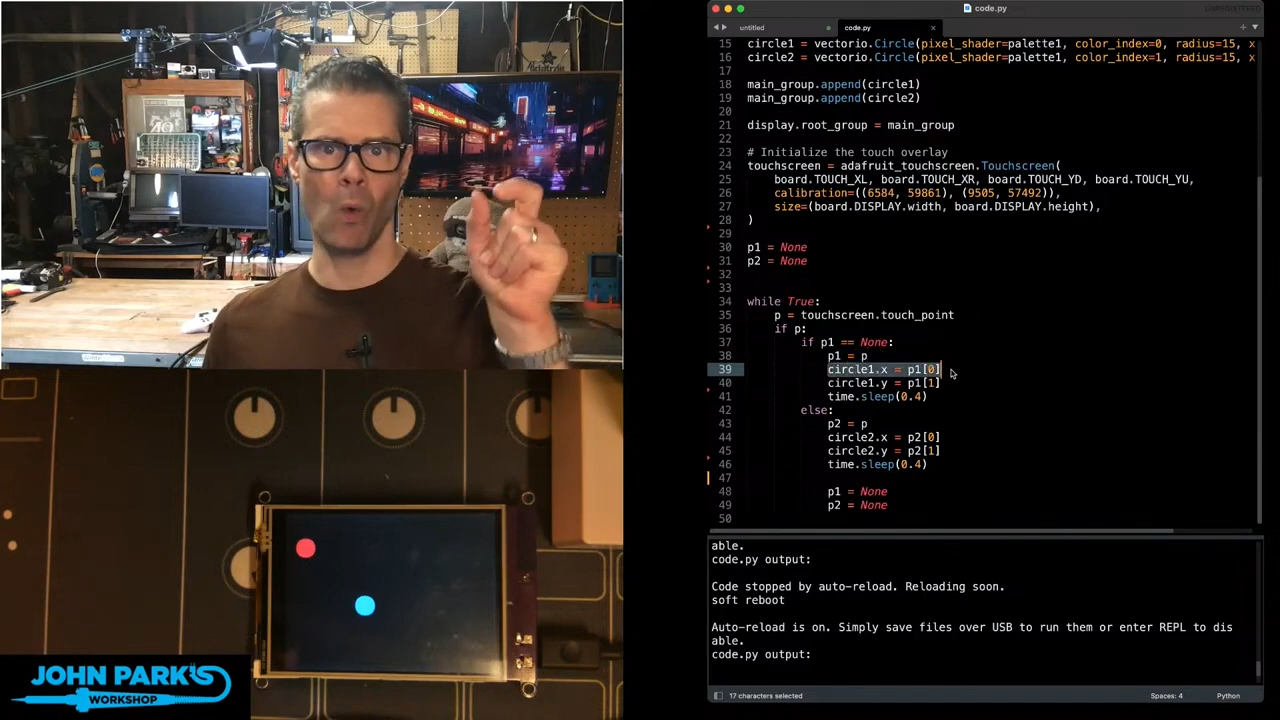 code.py
untitled
code.py
15 circle1 = vectorio.Circle(pixel_shader=palette1, color_index=0, radius=15, x
16 circle2 = vectorio.Circle(pixel_shader=palette1, color_index=1, radius=15, x
17
18 main_group.append(circle1)
19 main_group.append(circle2)
20
21 display.root_group = main_group
22
23 # Initialize the touch overlay
24 touchscreen = adafruit_touchscreen.Touchscreen(
25 board.TOUCH_XL, board.TOUCH_XR, board.TOUCH_YD, board.TOUCH_YU,
26 calibration=((6584, 59861), (9505, 57492)),
27 size=(board.DISPLAY.width, board.DISPLAY.height),
28 )
29
30 p1 = None
31 p2 = None
32
33
34 while True:
35 p = touchscreen.touch_point
36 if p:
37 if p1 == None:
38 p1 = p
39 circle1.x = p1[0]
40 circle1.y = p1[1]
41 time.sleep(0.4)
42 else:
43 p2 = p
44 circle2.x = p2[0]
45 circle2.y = p2[1]
46 time.sleep(0.4)
47
48 p1 = None
49 p2 = None
50
able.
code.py output:
Code stopped by auto-reload. Reloading soon.
soft reboot
Auto-reload is on. Simply save files over USB to run them or enter REPL to dis
able.
code.py output:
17 characters selected
Spaces: 4
Python
JOHN PARK'S
WORKSHOP